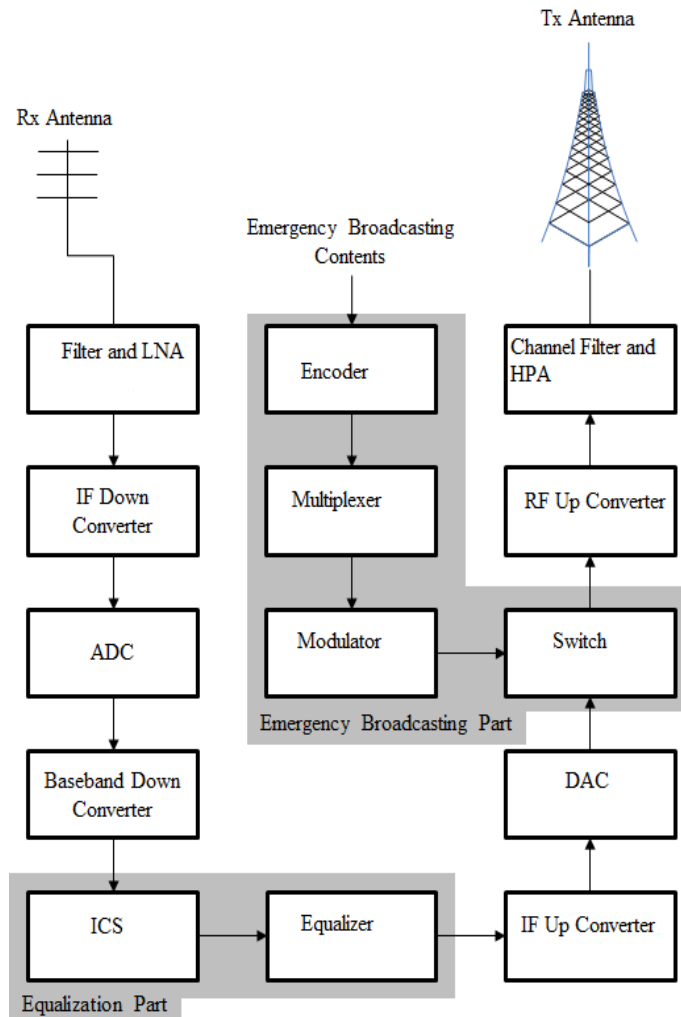 Tx Antenna
Rx Antenna
Emergency Broadcasting
Contents
Filter and LNA
Encoder
Channel Filter and
HPA
IF Down
Converter
Multiplexer
RF Up Converter
ADC
Modulator
Switch
Emergency Broadcasting Part
Baseband Down
Converter
DAC
ICS
Equalizer
IF Up Converter
Equalization Part